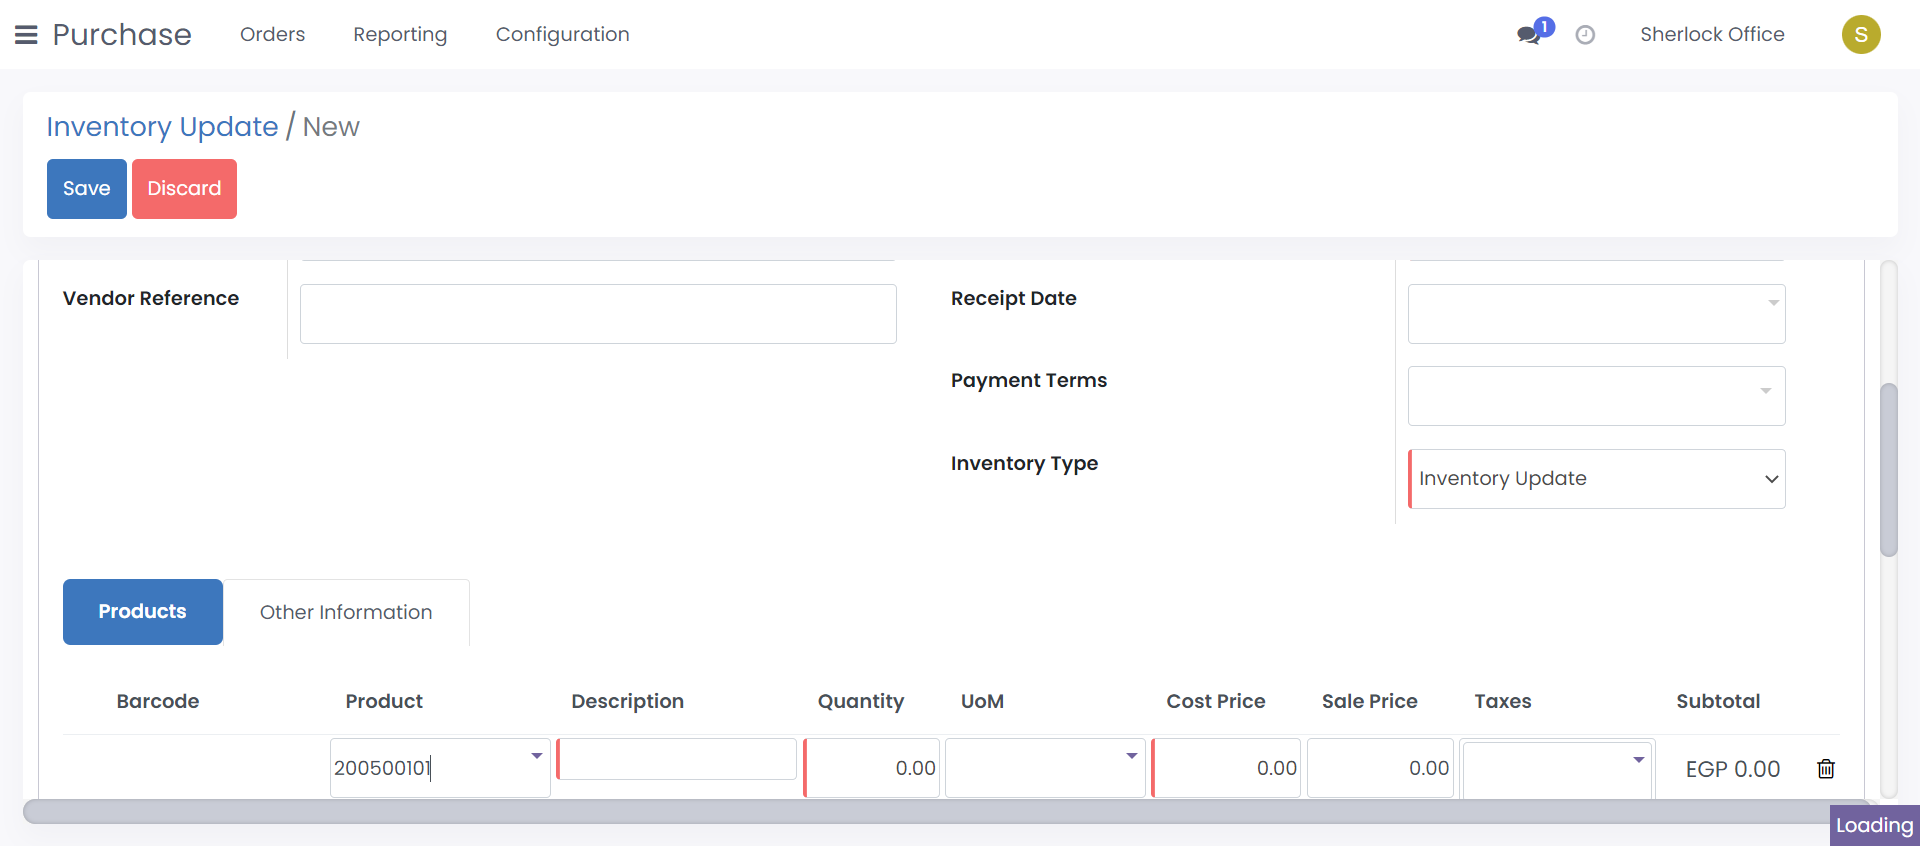 Purchase Orders Reporting Configuration 1 Sherlock Office S
Inventory Update / New
Save Discard
Vendor Reference Receipt Date
Payment Terms
Inventory Type Inventory Update
Products Other Information
Barcode Product Description Quantity UoM Cost Price Sale Price Taxes Subtotal
200500101 0.00 0.00 0.00 EGP 0.00
Loading